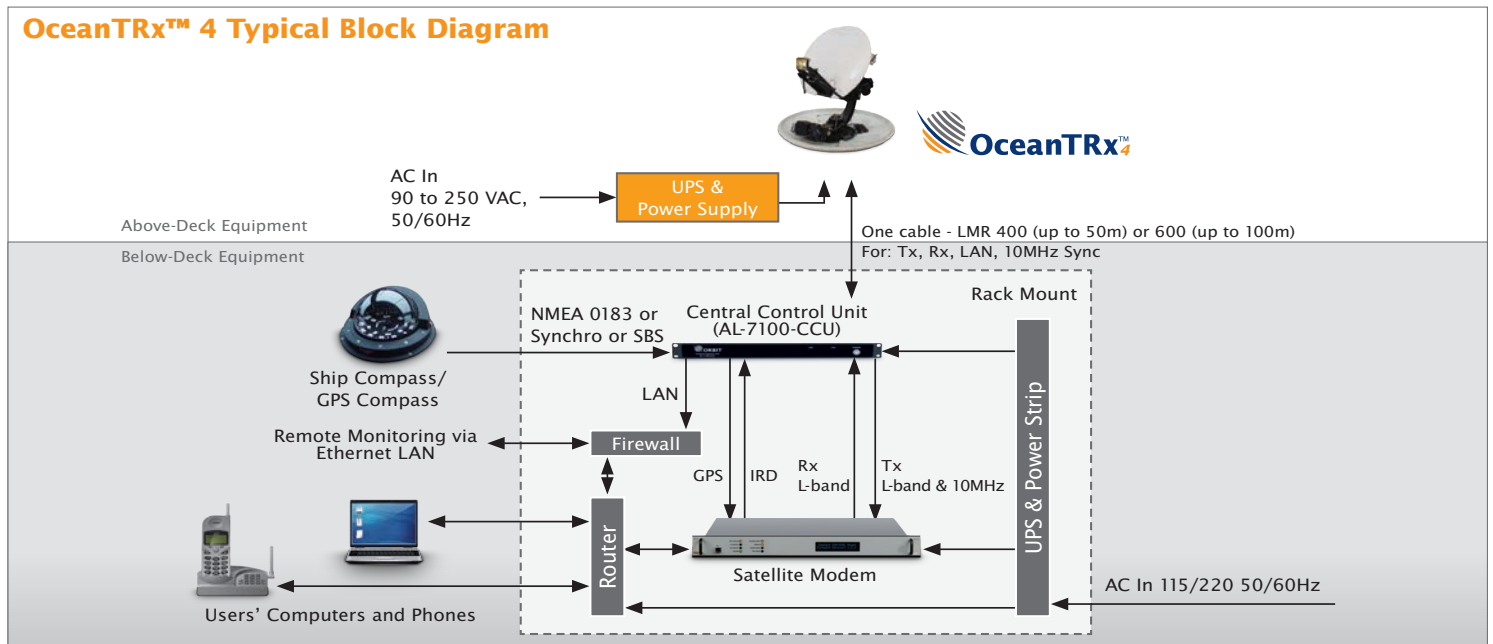 OceanTRx™ 4 Typical Block Diagram
OceanTRx™4
AC In
90 to 250 VAC,
50/60Hz
UPS &
Power Supply
Above-Deck Equipment
Below-Deck Equipment
One cable - LMR 400 (up to 50m) or 600 (up to 100m)
For: Tx, Rx, LAN, 10MHz Sync
Rack Mount
NMEA 0183 or
Synchro or SBS
Central Control Unit
(AL-7100-CCU)
ORBIT
Ship Compass/
GPS Compass
LAN
Remote Monitoring via
Ethernet LAN
Firewall
GPS
IRD
Rx
L-band
Tx
L-band & 10MHz
UPS & Power Strip
Router
Satellite Modem
AC In 115/220 50/60Hz
Users’ Computers and Phones